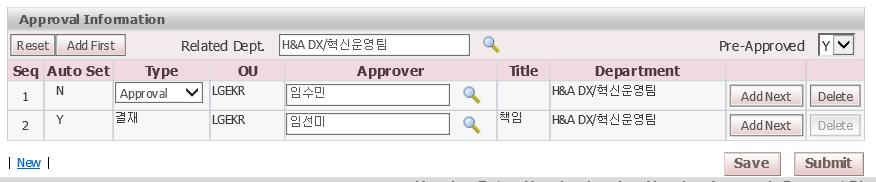 Approval Information
Reset Add First Related Dept. H&A DX/혁신운영팀 Pre-Approved Y
Seq Auto Set Type OU Approver Title Department
1 N Approval LGEKR 임수민 H&A DX/혁신운영팀 Add Next Delete
2 Y 결재 LGEKR 임선미 책임 H&A DX/혁신운영팀 Add Next Delete
| New | Save Submit